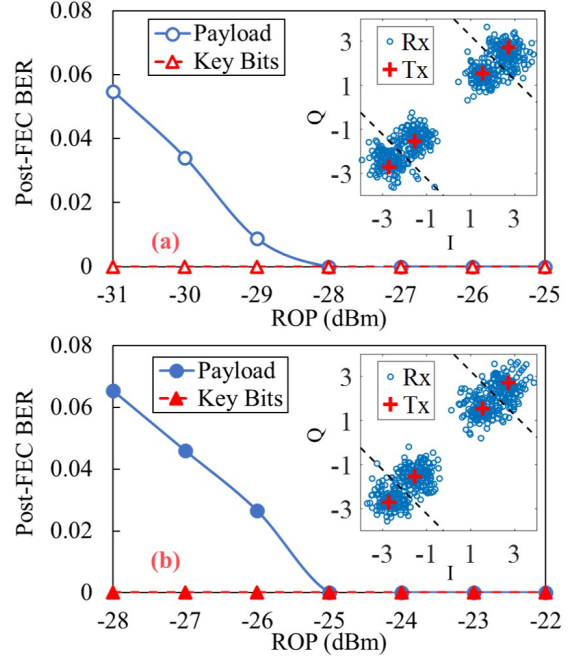 0.08
0.06
0.04
0.02
0
Post-FEC BER
Payload
Key Bits
3
1
-1
-3
Q
Rx
Tx
-3 -1 1 3
I
(a)
-31 -30 -29 -28 -27 -26 -25
ROP (dBm)
0.08
0.06
0.04
0.02
0
Post-FEC BER
Payload
Key Bits
3
1
-1
-3
Q
Rx
Tx
-3 -1 1 3
I
(b)
-28 -27 -26 -25 -24 -23 -22
ROP (dBm)